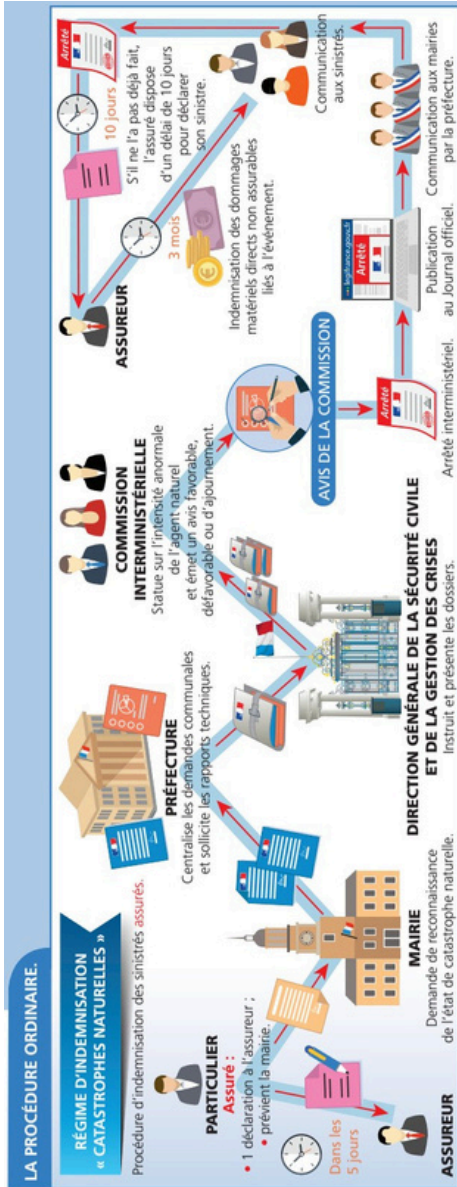 LA PROCÉDURE ORDINAIRE.
RÉGIME D'INDEMNISATION
« CATASTROPHES NATURELLES »
Procédure d'indemnisation des sinistrés assurés.
PARTICULIER
Assuré :
• 1 déclaration à l'assureur ;
• prévient la mairie.
Dans les
5 jours
ASSUREUR
MAIRIE
Demande de reconnaissance
de l'état de catastrophe naturelle.
PRÉFECTURE
Centralise les demandes communales
et sollicite les rapports techniques.
DIRECTION GÉNÉRALE DE LA SÉCURITÉ CIVILE
ET DE LA GESTION DES CRISES
Instruit et présente les dossiers.
COMMISSION
INTERMINISTÉRIELLE
Statue sur l'intensité anormale
de l'agent naturel
et émet un avis favorable,
défavorable ou d'ajournement.
AVIS DE LA COMMISSION
Arrêté
Arrêté interministériel.
legifrance.gouv.fr
Arrêté
Publication
au Journal officiel.
Communication aux mairies
par la préfecture.
Communication
aux sinistrés.
Arrêté
10 jours
S'il ne l'a pas déjà fait,
l'assuré dispose
d'un délai de 10 jours
pour déclarer
son sinistre.
ASSUREUR
3 mois
Indemnisation des dommages
matériels directs non assurables
liés à l'événement.